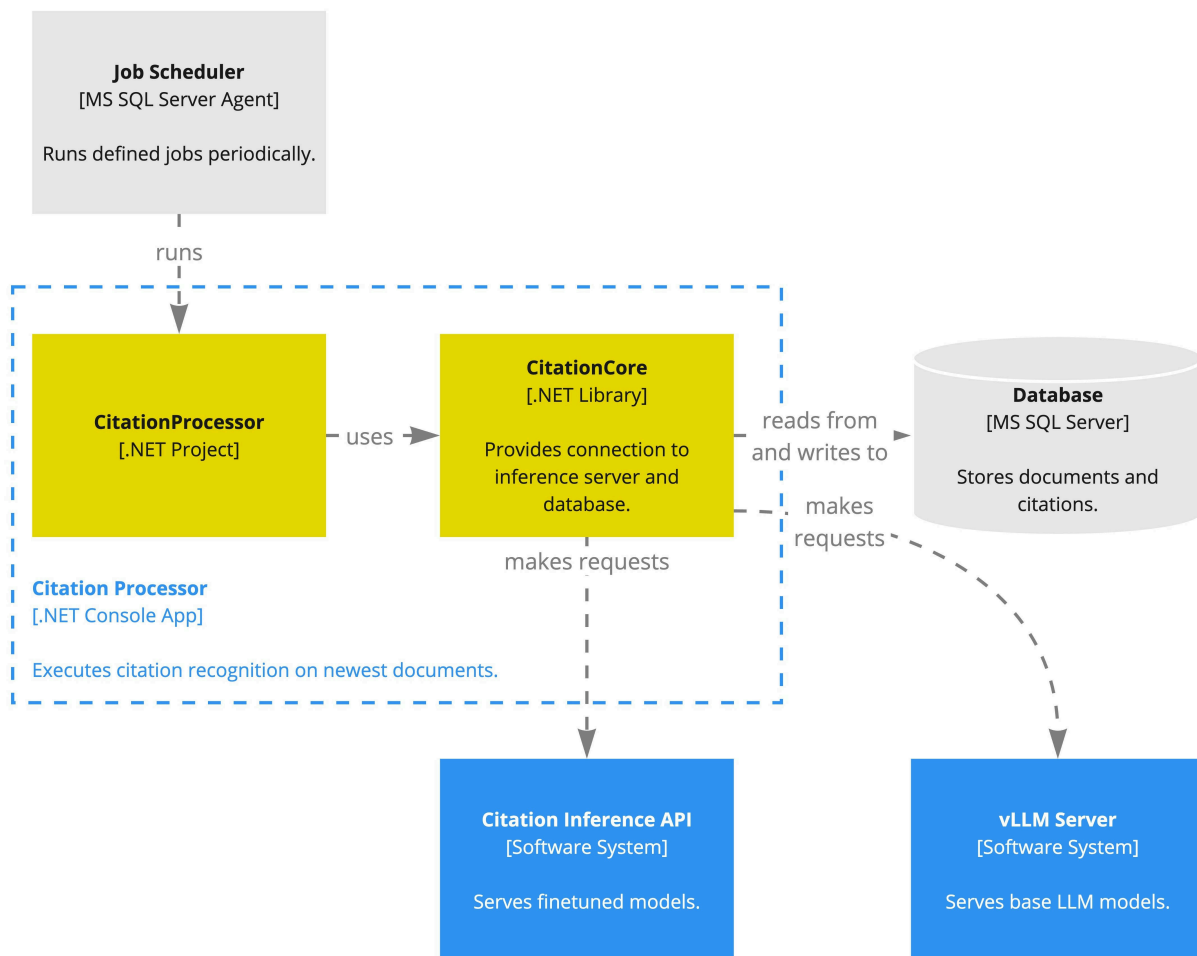 Job Scheduler
[MS SQL Server Agent]
Runs defined jobs periodically.
runs
CitationProcessor
[.NET Project]
uses
CitationCore
[.NET Library]
Provides connection to
inference server and
database.
reads from
and writes to
Database
[MS SQL Server]
Stores documents and
citations.
makes
requests
makes requests
Citation Processor
[.NET Console App]
Executes citation recognition on newest documents.
Citation Inference API
[Software System]
Serves finetuned models.
vLLM Server
[Software System]
Serves base LLM models.